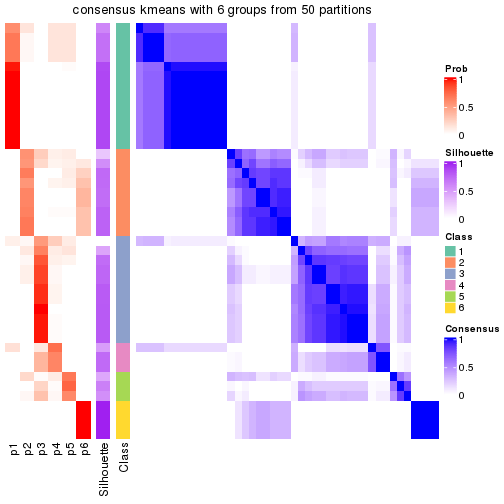 consensus kmeans with 6 groups from 50 partitions
Prob
1
0.5
0
Silhouette
1
0.5
0
Class
1
2
3
4
5
6
Consensus
1
0.5
0
p1
p2
p3
p4
p5
p6
Silhouette
Class